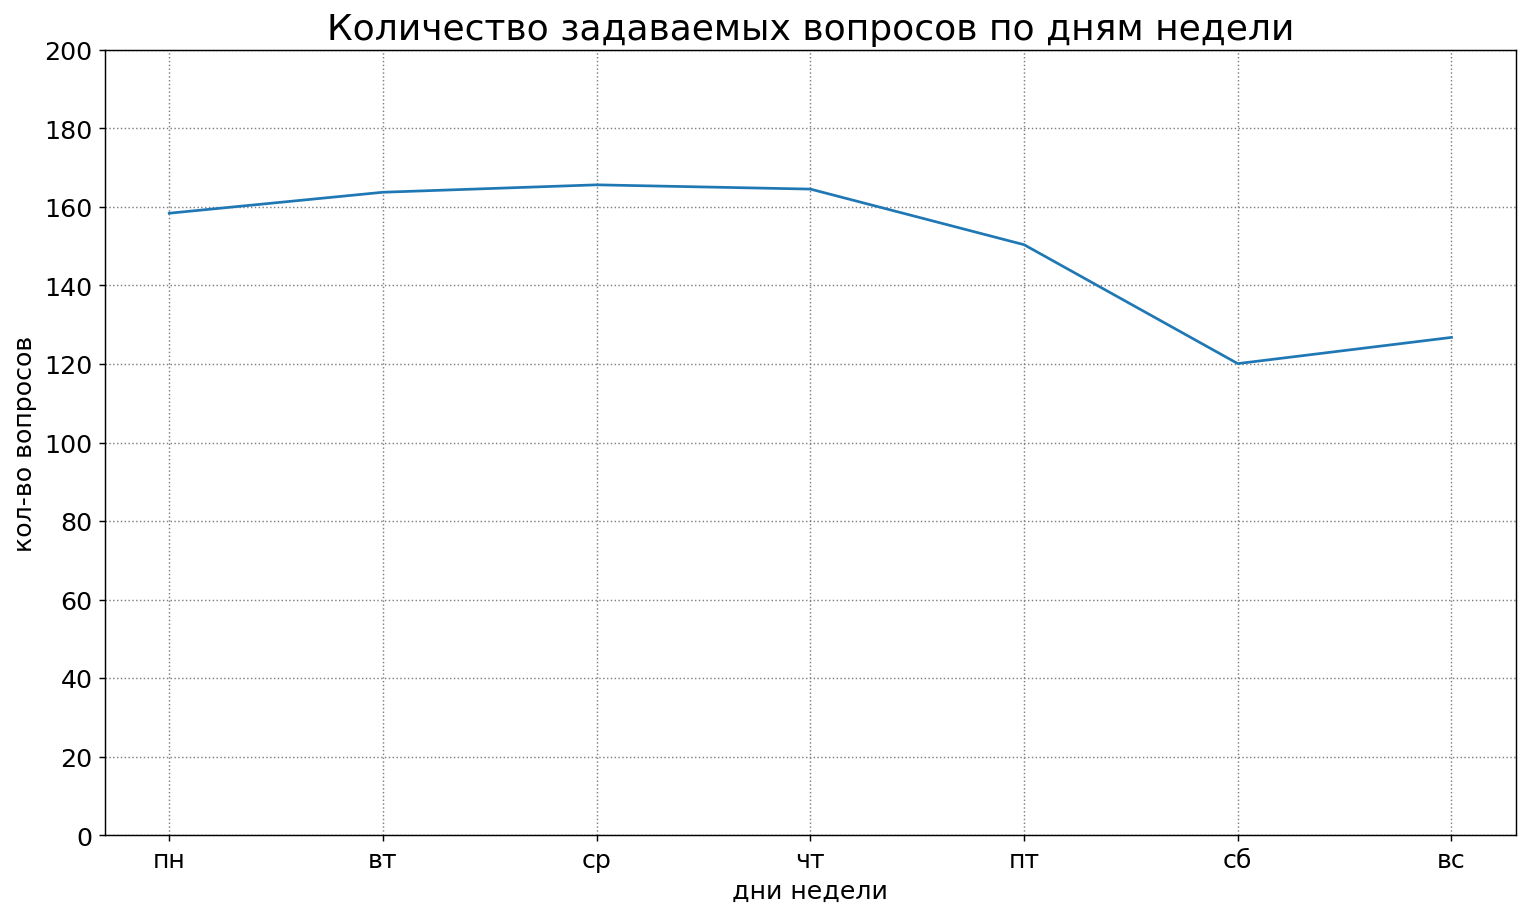 Количество задаваемых вопросов по дням недели
200
180
160
140
120
100
80
60
40
20
0
кол-во вопросов
пн вт ср чт пт сб вс
дни недели